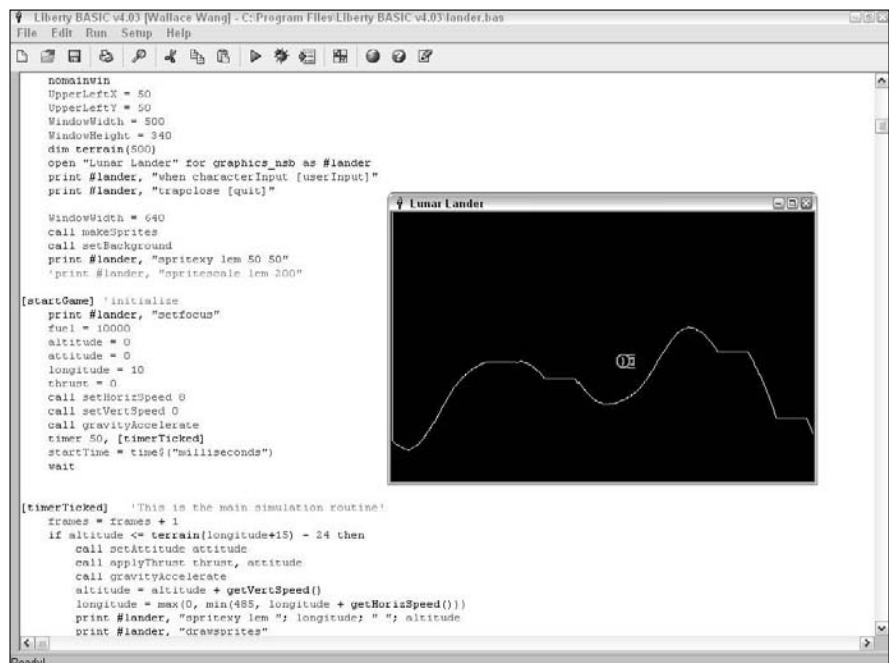 Liberty BASIC v4.03 [Wallace Wang] - C:\Program Files\Liberty BASIC v4.03\lander.bas
File Edit Run Setup Help
nomainwin
UpperLeftX = 50
UpperLeftY = 50
WindowWidth = 500
WindowHeight = 340
dim terrain(500)
open "Lunar Lander" for graphics_nsb as #lander
print #lander, "when characterInput [userInput]"
print #lander, "trapclose [quit]"
WindowWidth = 640
call makeSprites
call setBackground
print #lander, "spritexy lem 50 50"
'print #lander, "spritescale lem 200"
[startGame] 'initialize
print #lander, "setfocus"
fuel = 10000
altitude = 0
attitude = 0
longitude = 10
thrust = 0
call setHorizSpeed 8
call setVertSpeed 0
call gravityAccelerate
timer 50, [timerTicked]
startTime = time$("milliseconds")
wait
[timerTicked] 'This is the main simulation routine!
frames = frames + 1
if altitude <= terrain(longitude+15) - 24 then
call setAttitude attitude
call applyThrust thrust, attitude
call gravityAccelerate
altitude = altitude + getVertSpeed()
longitude = max(0, min(485, longitude + getHorizSpeed()))
print #lander, "spritexy lem "; longitude; " "; altitude
print #lander, "drawsprites"
Ready!
Lunar Lander